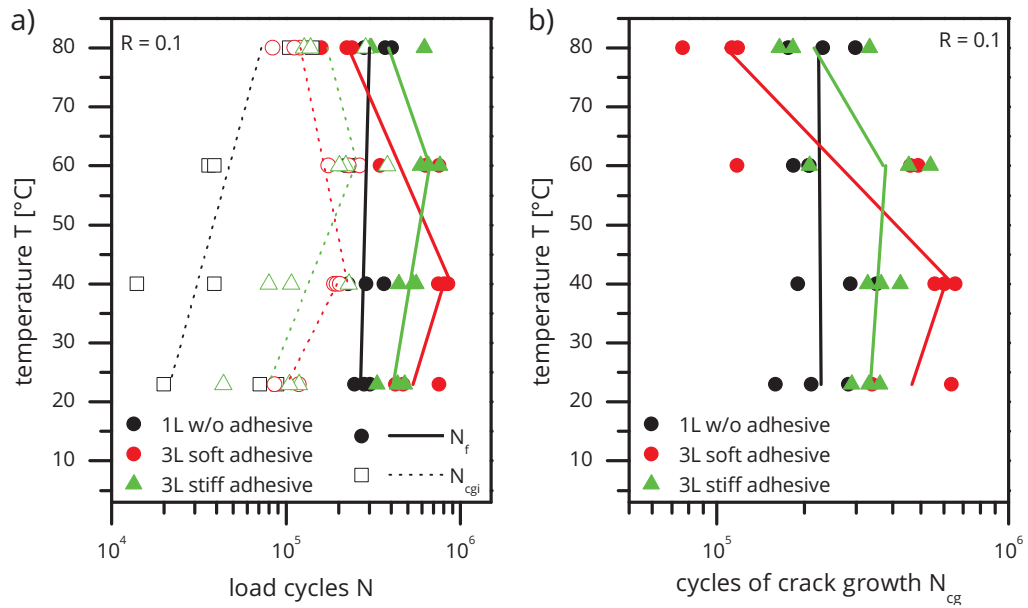 a)
R = 0.1
80
70
60
50
40
30
20
10
temperature T [°C]
1L w/o adhesive
3L soft adhesive
3L stiff adhesive
N_f
N_cgi
10^4
10^5
10^6
load cycles N
b)
R = 0.1
80
70
60
50
40
30
20
10
temperature T [°C]
1L w/o adhesive
3L soft adhesive
3L stiff adhesive
10^5
10^6
cycles of crack growth N_cg